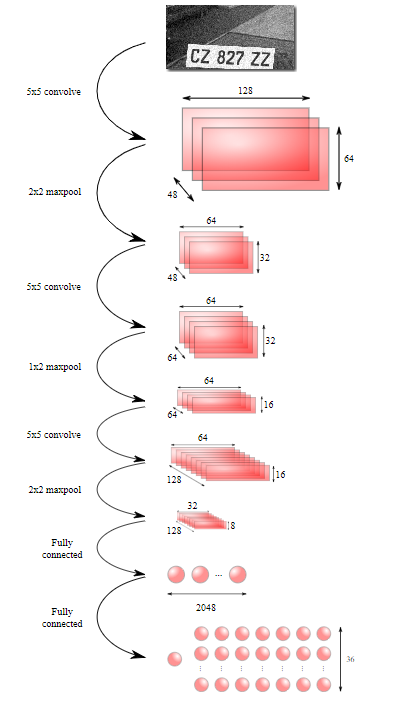 CZ 827 ZZ
5x5 convolve
128
64
48
2x2 maxpool
64
32
48
5x5 convolve
64
32
64
1x2 maxpool
64
16
64
5x5 convolve
64
16
128
2x2 maxpool
32
8
128
Fully
connected
...
2048
Fully
connected
36